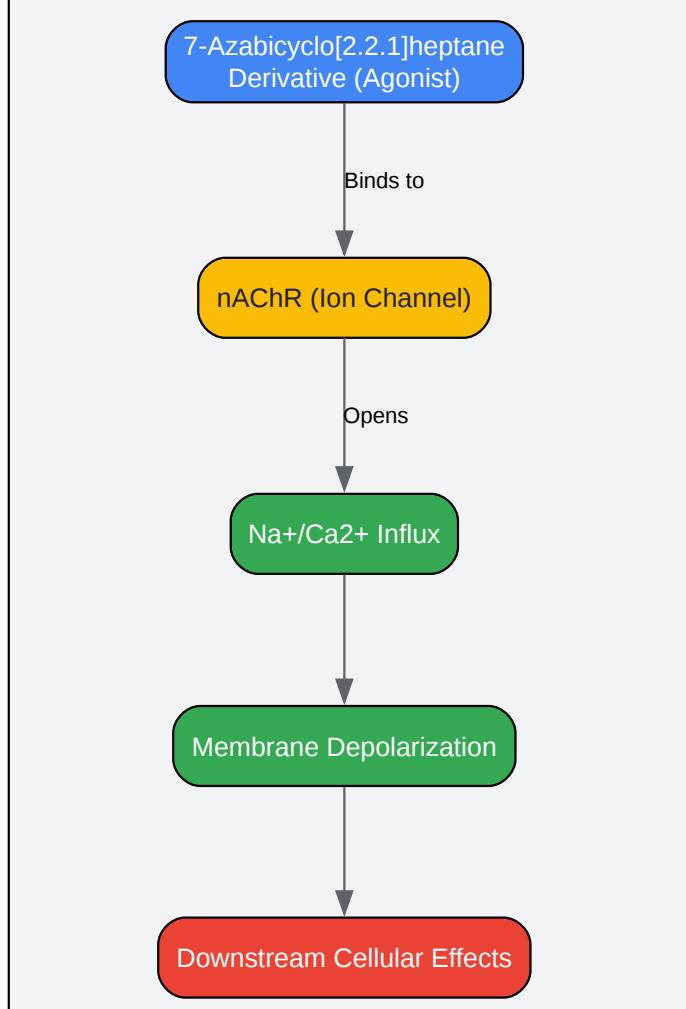 7-Azabicyclo[2.2.1]heptane
Derivative (Agonist)
Binds to
nAChR (Ion Channel)
Opens
Na+/Ca2+ Influx
Membrane Depolarization
Downstream Cellular Effects